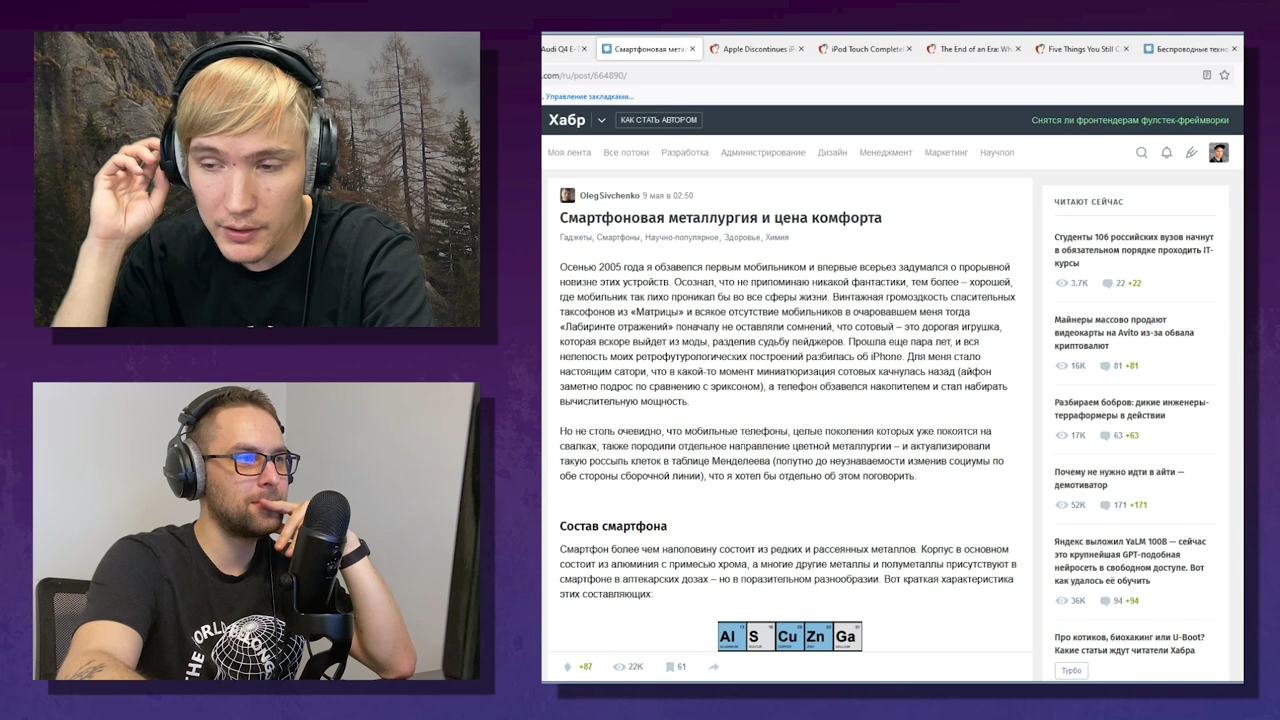 Audi Q4 E-T
Смартфоновая метал
Apple Discontinues iP
iPod Touch Complete
The End of an Era: Wh
Five Things You Still C
Беспроводные техно
.com/ru/post/664890/
Управление закладками...
Хабр
КАК СТАТЬ АВТОРОМ
Снятся ли фронтендерам фулстек-фреймворки
Моя лента
Все потоки
Разработка
Администрирование
Дизайн
Менеджмент
Маркетинг
Научпоп
OlegSivchenko 9 мая в 02:50
Смартфоновая металлургия и цена комфорта
Гаджеты, Смартфоны, Научно-популярное, Здоровье, Химия
Осенью 2005 года я обзавелся первым мобильником и впервые всерьез задумался о прорывной
новизне этих устройств. Осознал, что не припоминаю никакой фантастики, тем более – хорошей,
где мобильник так лихо проникал бы во все сферы жизни. Винтажная громоздкость спасительных
таксофонов из «Матрицы» и всякое отсутствие мобильников в очаровавшем меня тогда
«Лабиринте отражений» поначалу не оставляли сомнений, что сотовый – это дорогая игрушка,
которая вскоре выйдет из моды, разделив судьбу пейджеров. Прошла еще пара лет, и вся
нелепость моих ретрофутурологических построений разбилась об iPhone. Для меня стало
настоящим сатори, что в какой-то момент миниатюризация сотовых качнулась назад (айфон
заметно подрос по сравнению с эриксоном), а телефон обзавелся накопителем и стал набирать
вычислительную мощность.
Но не столь очевидно, что мобильные телефоны, целые поколения которых уже покоятся на
свалках, также породили отдельное направление цветной металлургии – и актуализировали
такую россыпь клеток в таблице Менделеева (попутно до неузнаваемости изменив социумы по
обе стороны сборочной линии), что я хотел бы отдельно об этом поговорить.
Состав смартфона
Смартфон более чем наполовину состоит из редких и рассеянных металлов. Корпус в основном
состоит из алюминия с примесью хрома, а многие другие металлы и полуметаллы присутствуют в
смартфоне в аптекарских дозах – но в поразительном разнообразии. Вот краткая характеристика
этих составляющих:
Al S Cu Zn Ga
+87
22K
61
ЧИТАЮТ СЕЙЧАС
Студенты 106 российских вузов начнут
в обязательном порядке проходить IT-
курсы
3.7K 22 +22
Майнеры массово продают
видеокарты на Avito из-за обвала
криптовалют
16K 81 +81
Разбираем бобров: дикие инженеры-
терраформеры в действии
17K 63 +63
Почему не нужно идти в айти —
демотиватор
52K 171 +171
Яндекс выложил YaLM 100B — сейчас
это крупнейшая GPT-подобная
нейросеть в свободном доступе. Вот
как удалось её обучить
36K 94 +94
Про котиков, биохакинг или U-Boot?
Какие статьи ждут читатели Хабра
Турбо
THE WORLD